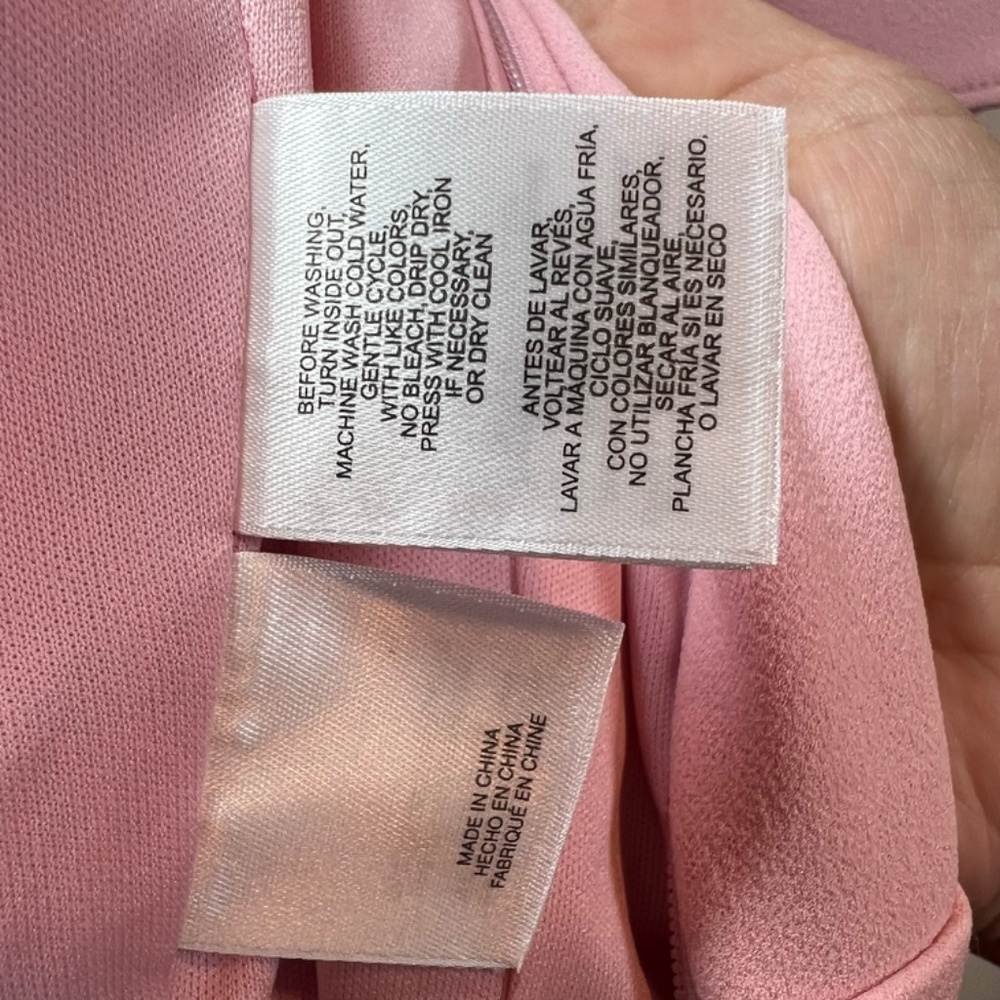 BEFORE WASHING,
TURN INSIDE OUT,
MACHINE WASH COLD WATER,
GENTLE CYCLE,
WITH LIKE COLORS,
NO BLEACH, DRIP DRY,
PRESS WITH COOL IRON
IF NECESSARY,
OR DRY CLEAN
ANTES DE LAVAR,
VOLTEAR AL REVÉS,
LAVAR A MÁQUINA CON AGUA FRÍA,
CICLO SUAVE,
CON COLORES SIMILARES,
NO UTILIZAR BLANQUEADOR,
SECAR AL AIRE,
PLANCHA FRÍA SI ES NECESARIO,
O LAVAR EN SECO
MADE IN CHINA
HECHO EN CHINA
FABRIQUÉ EN CHINE